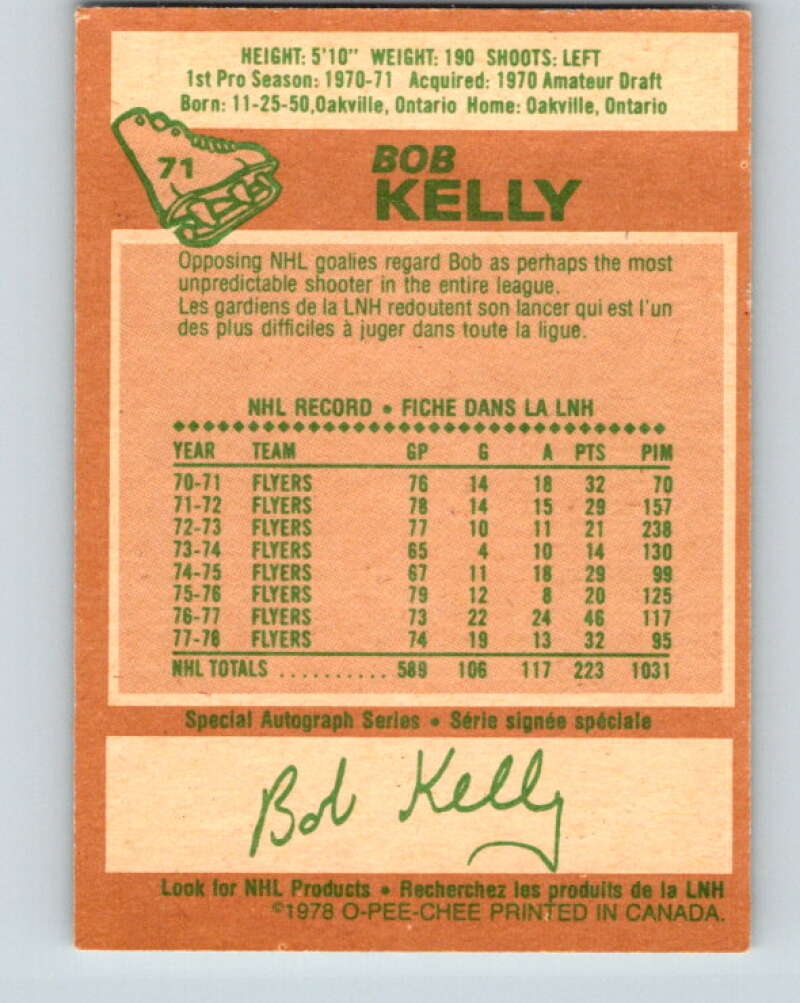 HEIGHT: 5'10" WEIGHT: 190 SHOOTS: LEFT
1st Pro Season: 1970-71 Acquired: 1970 Amateur Draft
Born: 11-25-50, Oakville, Ontario Home: Oakville, Ontario
71
BOB
KELLY
Opposing NHL goalies regard Bob as perhaps the most
unpredictable shooter in the entire league.
Les gardiens de la LNH redoutent son lancer qui est l'un
des plus difficiles à juger dans toute la ligue.
NHL RECORD • FICHE DANS LA LNH
YEAR TEAM GP G A PTS PIM
70-71 FLYERS 76 14 18 32 70
71-72 FLYERS 78 14 15 29 157
72-73 FLYERS 77 10 11 21 238
73-74 FLYERS 65 4 10 14 130
74-75 FLYERS 67 11 18 29 99
75-76 FLYERS 79 12 8 20 125
76-77 FLYERS 73 22 24 46 117
77-78 FLYERS 74 19 13 32 95
NHL TOTALS .......... 589 106 117 223 1031
Special Autograph Series • Série signée spéciale
Bob Kelly
Look for NHL Products • Recherchez les produits de la LNH
©1978 O-PEE-CHEE PRINTED IN CANADA.